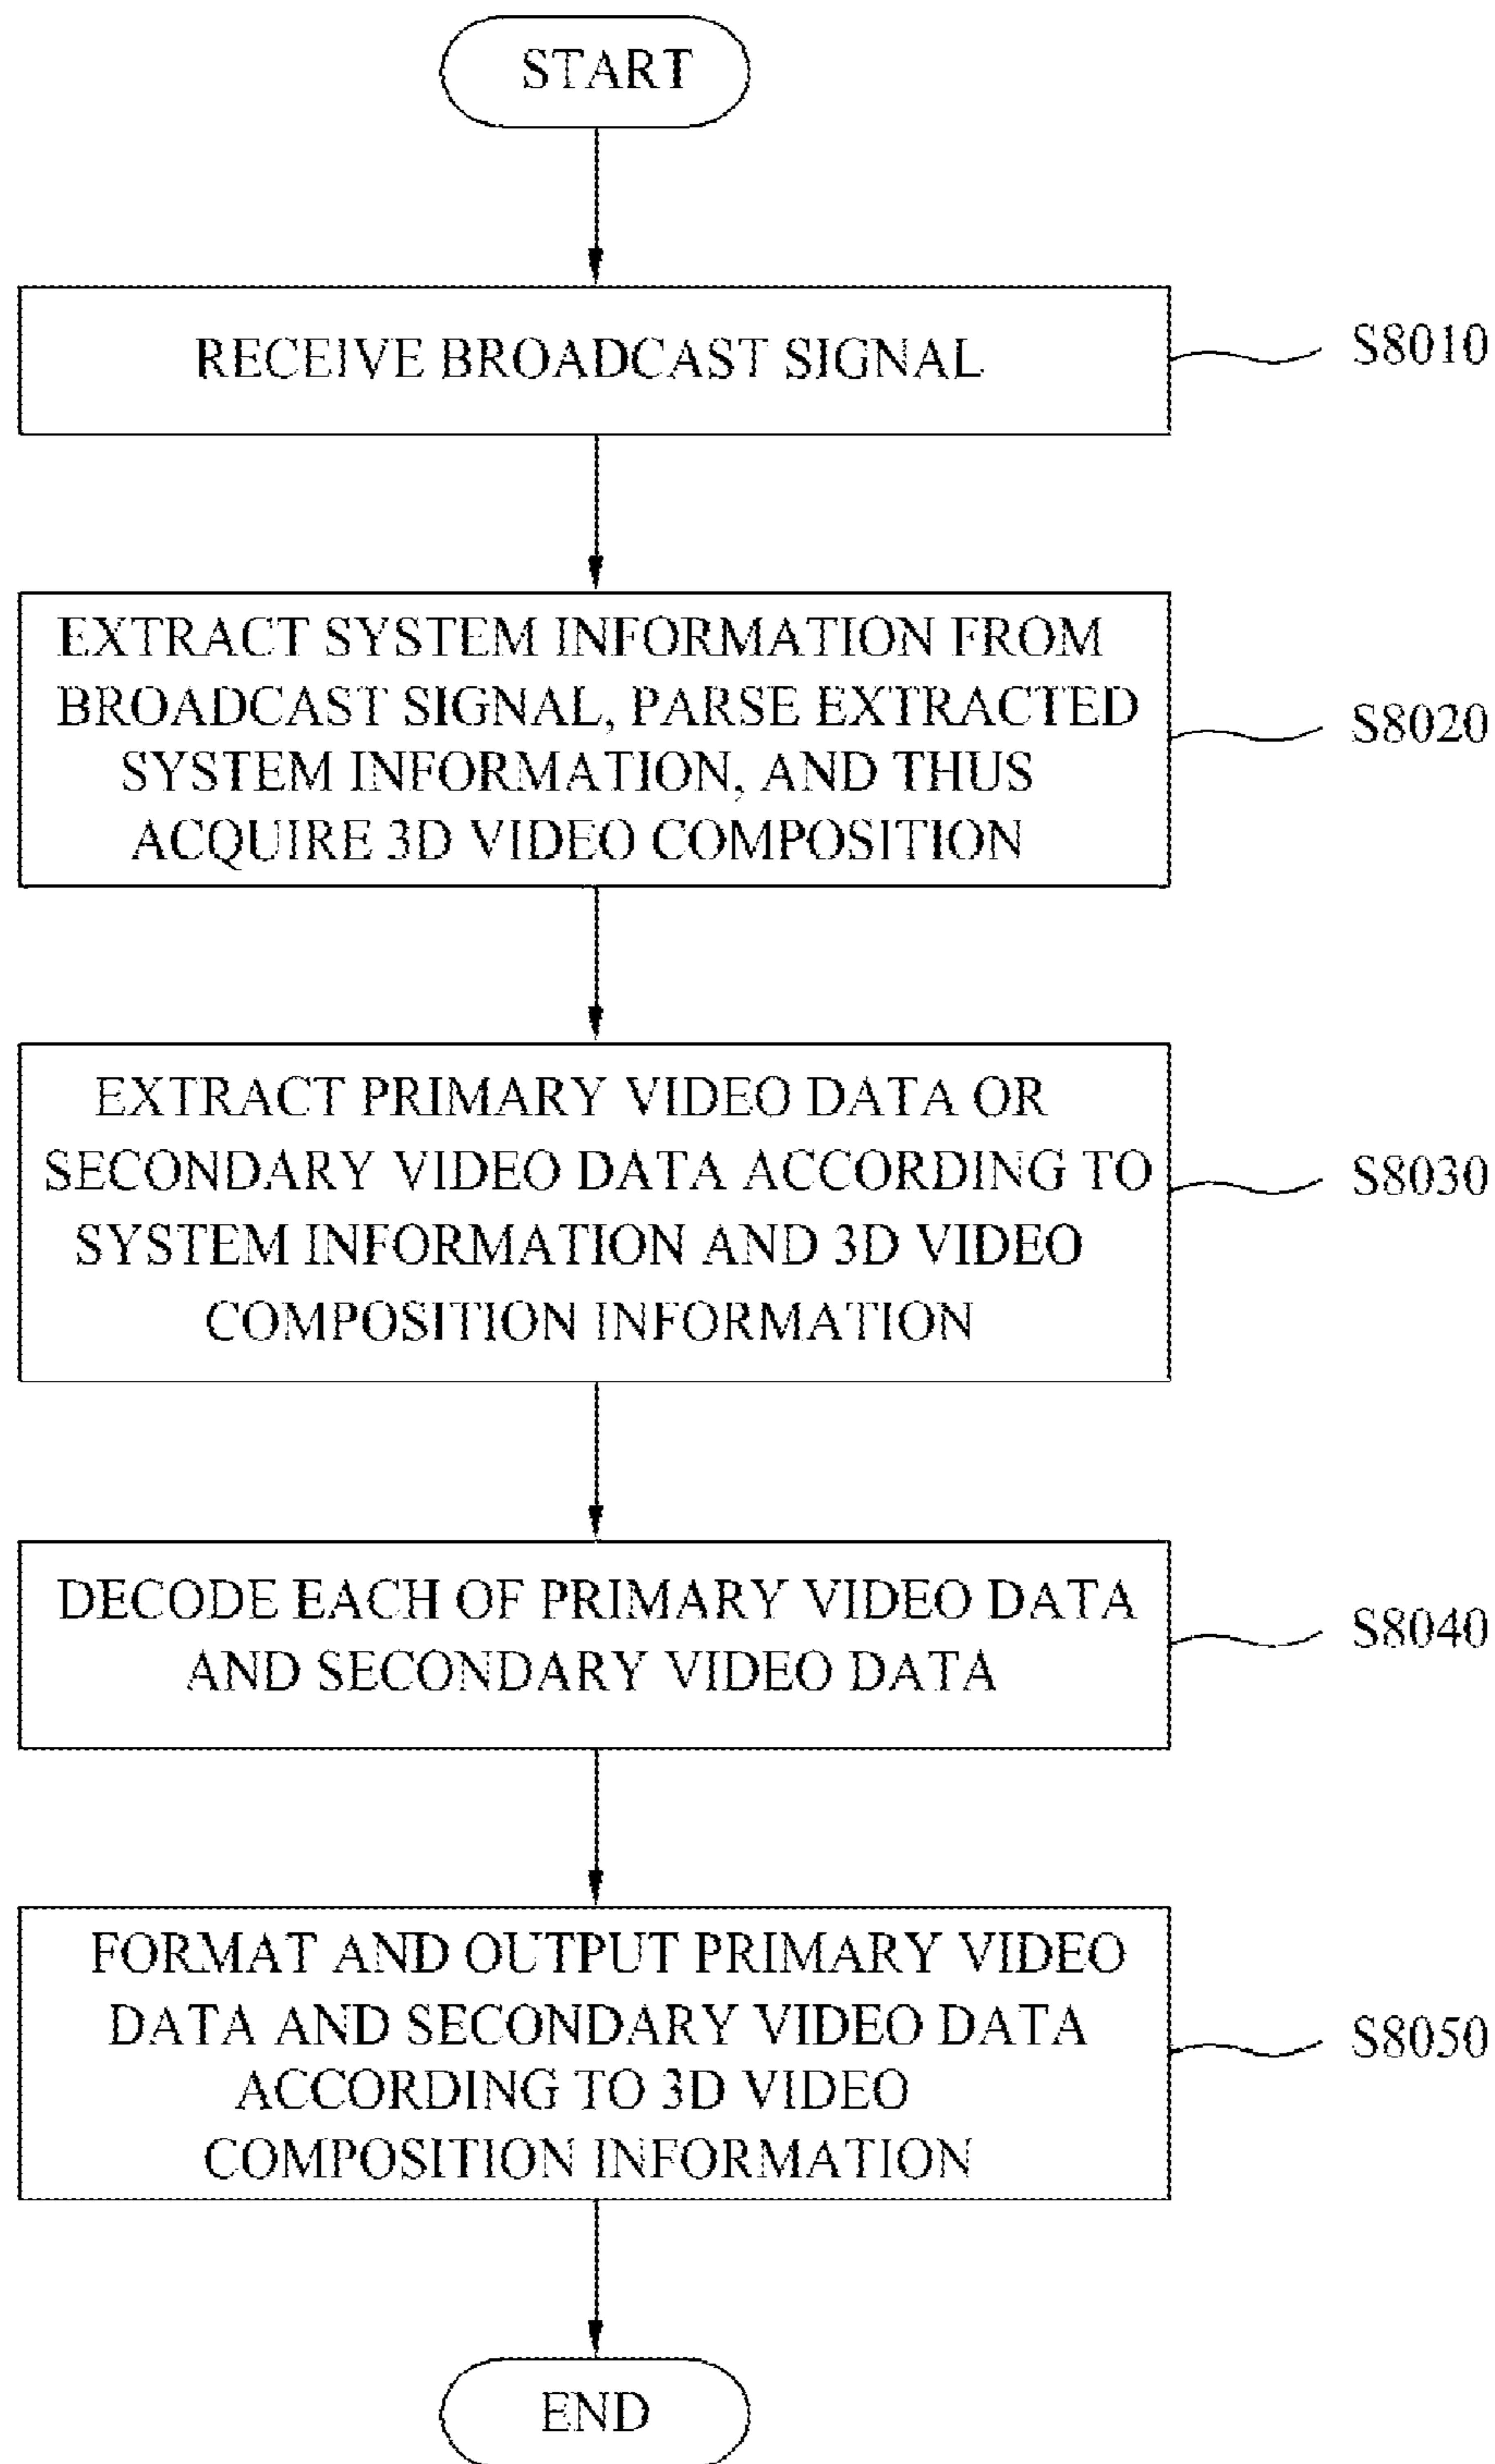 START
RECEIVE BROADCAST SIGNAL
S8010
EXTRACT SYSTEM INFORMATION FROM
BROADCAST SIGNAL, PARSE EXTRACTED
SYSTEM INFORMATION, AND THUS
ACQUIRE 3D VIDEO COMPOSITION
S8020
EXTRACT PRIMARY VIDEO DATA OR
SECONDARY VIDEO DATA ACCORDING TO
SYSTEM INFORMATION AND 3D VIDEO
COMPOSITION INFORMATION
S8030
DECODE EACH OF PRIMARY VIDEO DATA
AND SECONDARY VIDEO DATA
S8040
FORMAT AND OUTPUT PRIMARY VIDEO
DATA AND SECONDARY VIDEO DATA
ACCORDING TO 3D VIDEO
COMPOSITION INFORMATION
S8050
END